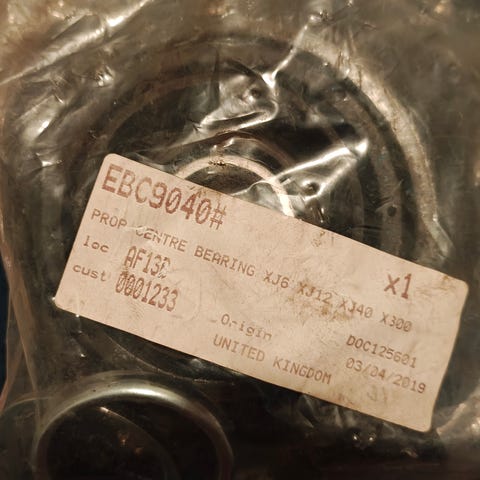 EBC9040#
x1
PROP CENTRE BEARING XJ6 XJ12 XJ40 X300
loc AF13D
cust 0001233
Origin DOC125601
UNITED KINGDOM 03/04/2019